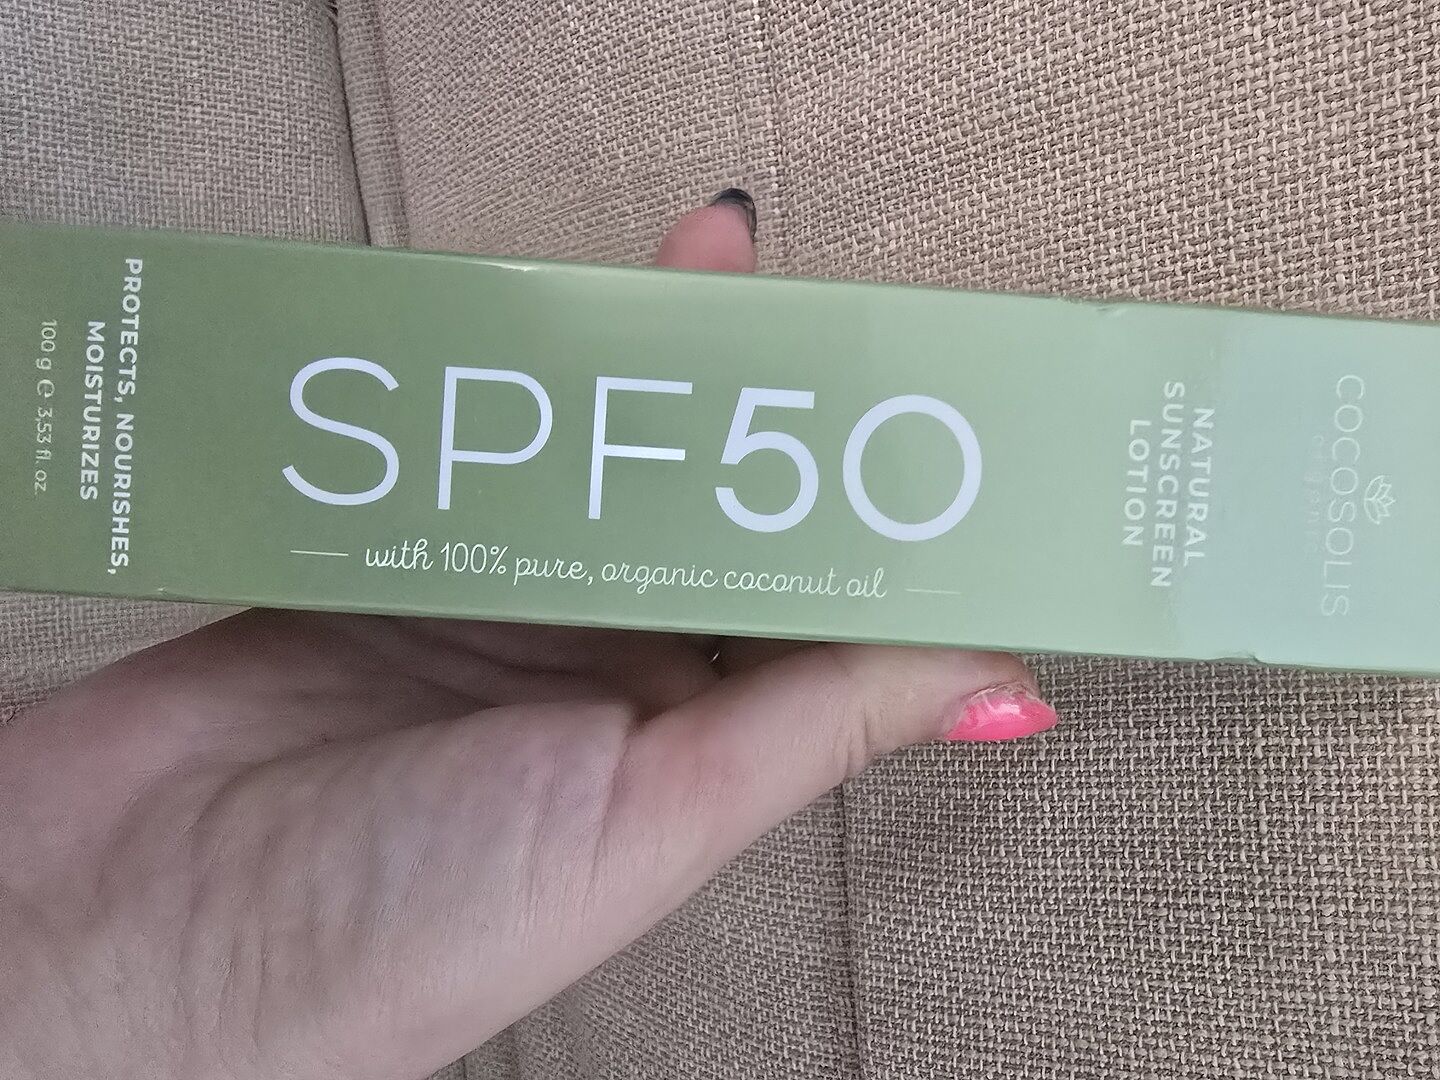 COCOSOLIS
organic
NATURAL
SUNSCREEN
LOTION
SPF50
with 100% pure, organic coconut oil
PROTECTS, NOURISHES,
MOISTURIZES
100 g ℮ 3,53 fl. oz.